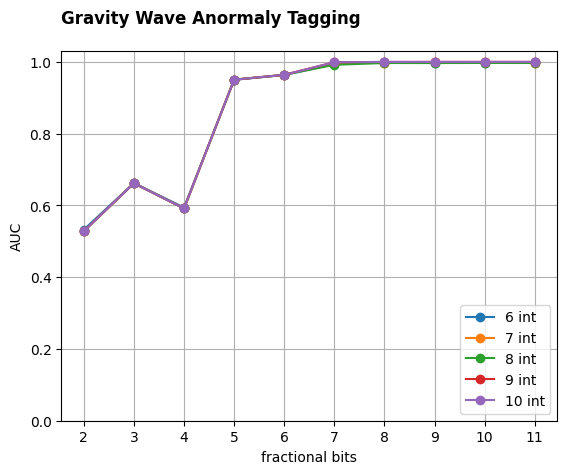 Gravity Wave Anormaly Tagging
1.0
0.8
0.6
0.4
0.2
0.0
AUC
6 int
7 int
8 int
9 int
10 int
2 3 4 5 6 7 8 9 10 11
fractional bits